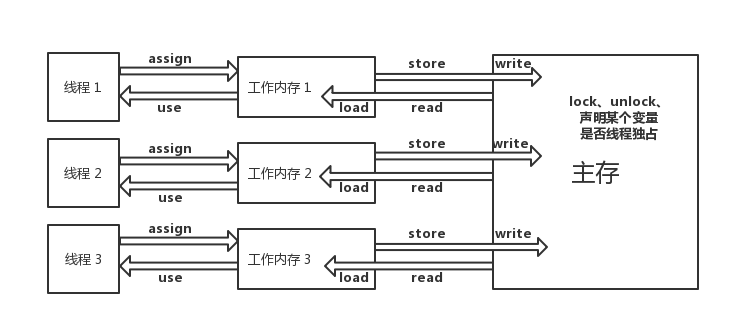 assign
store
write
线程 1
工作内存 1
use
load
read
lock、unlock、
声明某个变量
是否线程独占
主存
assign
store
write
线程 2
工作内存 2
use
load
read
assign
store
write
线程 3
工作内存 3
use
load
read